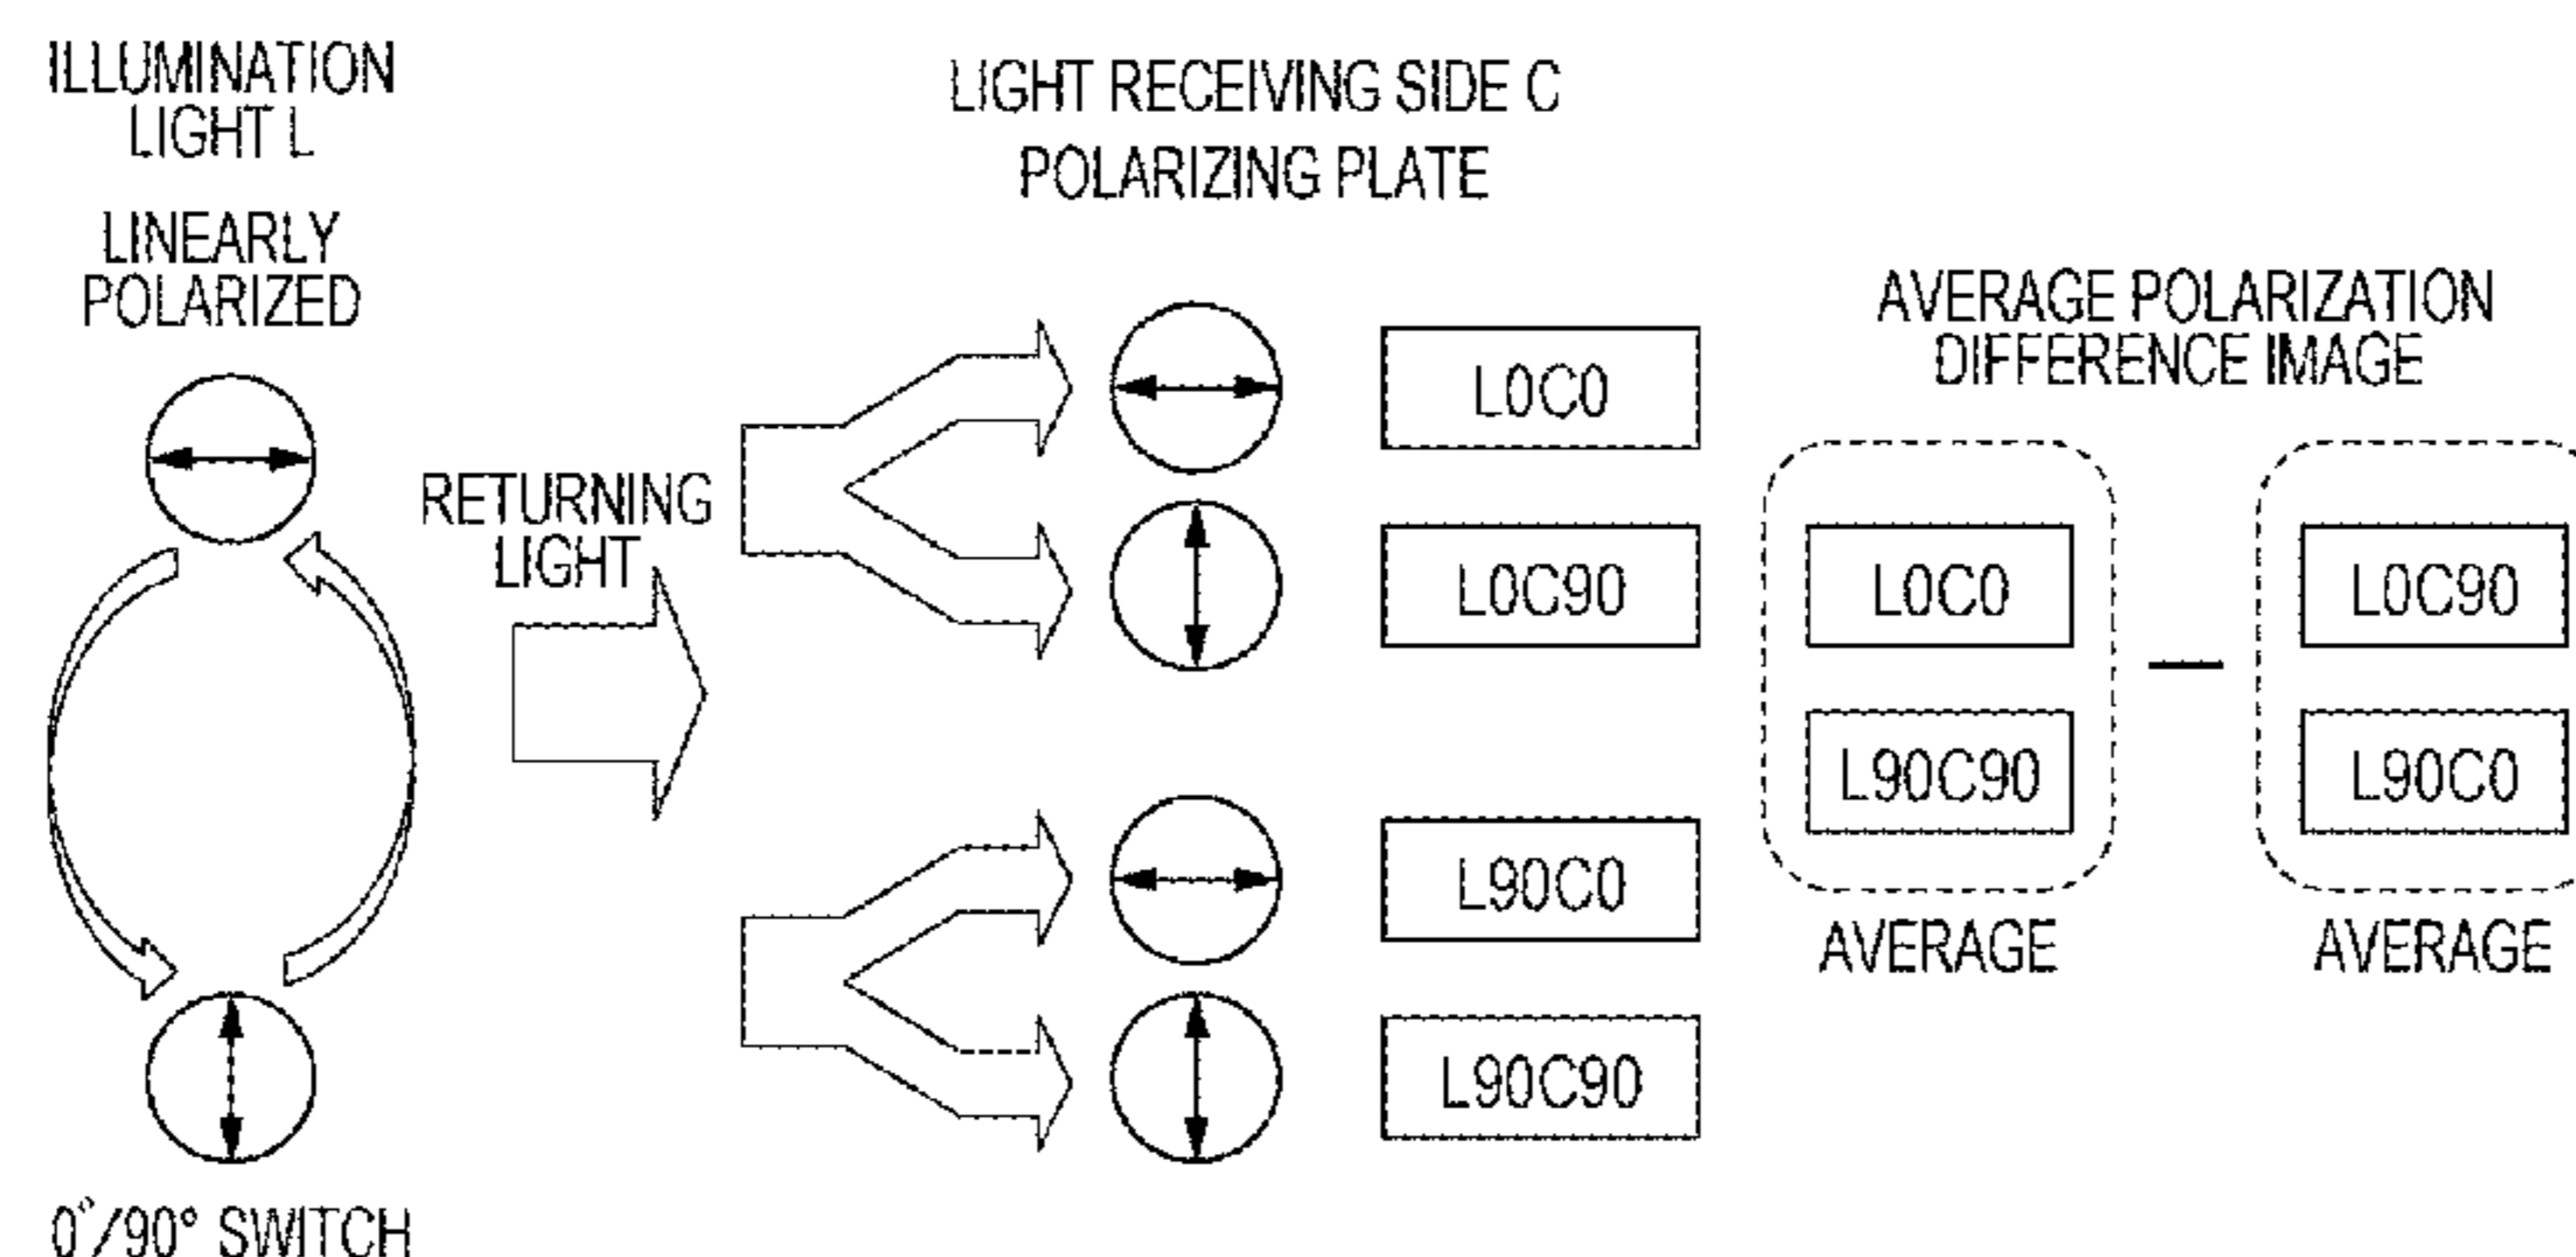 ILLUMINATION
LIGHT L
LINEARLY
POLARIZED
0°/90° SWITCH
RETURNING
LIGHT
LIGHT RECEIVING SIDE C
POLARIZING PLATE
L0C0
L0C90
L90C0
L90C90
AVERAGE POLARIZATION
DIFFERENCE IMAGE
L0C0
L90C90
AVERAGE
—
L0C90
L90C0
AVERAGE